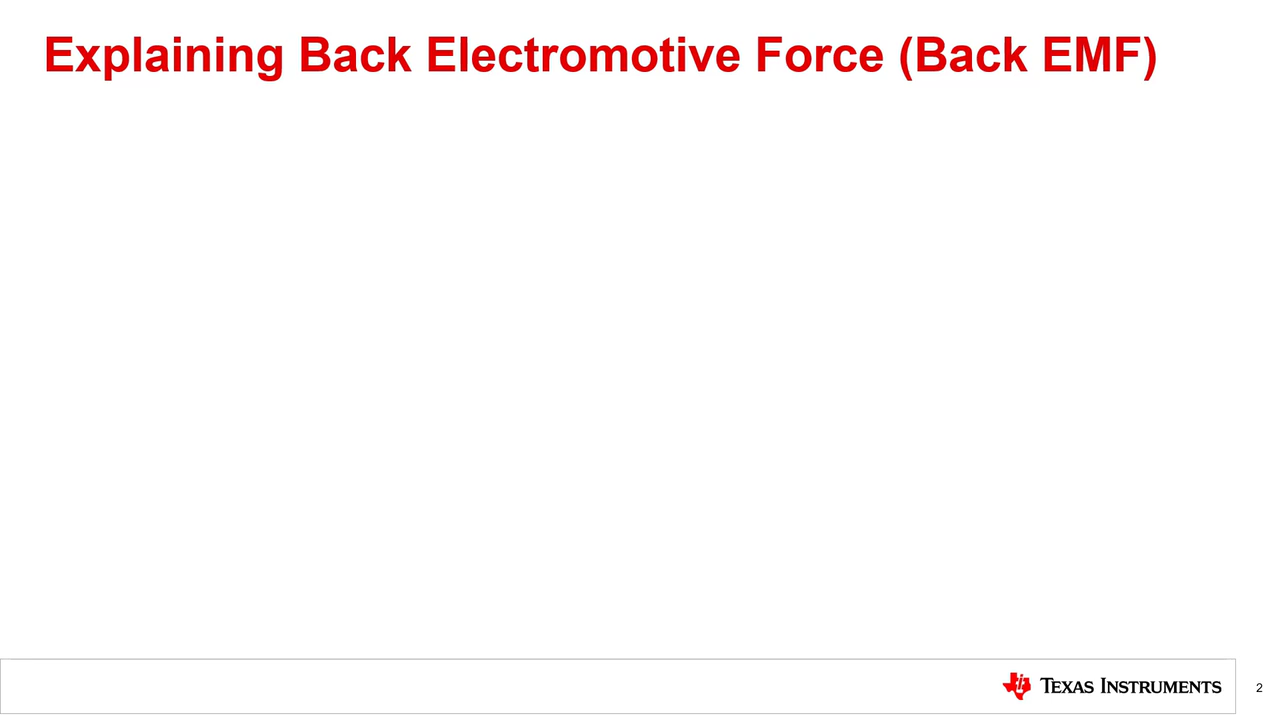 Explaining Back Electromotive Force (Back EMF)
TEXAS INSTRUMENTS
2